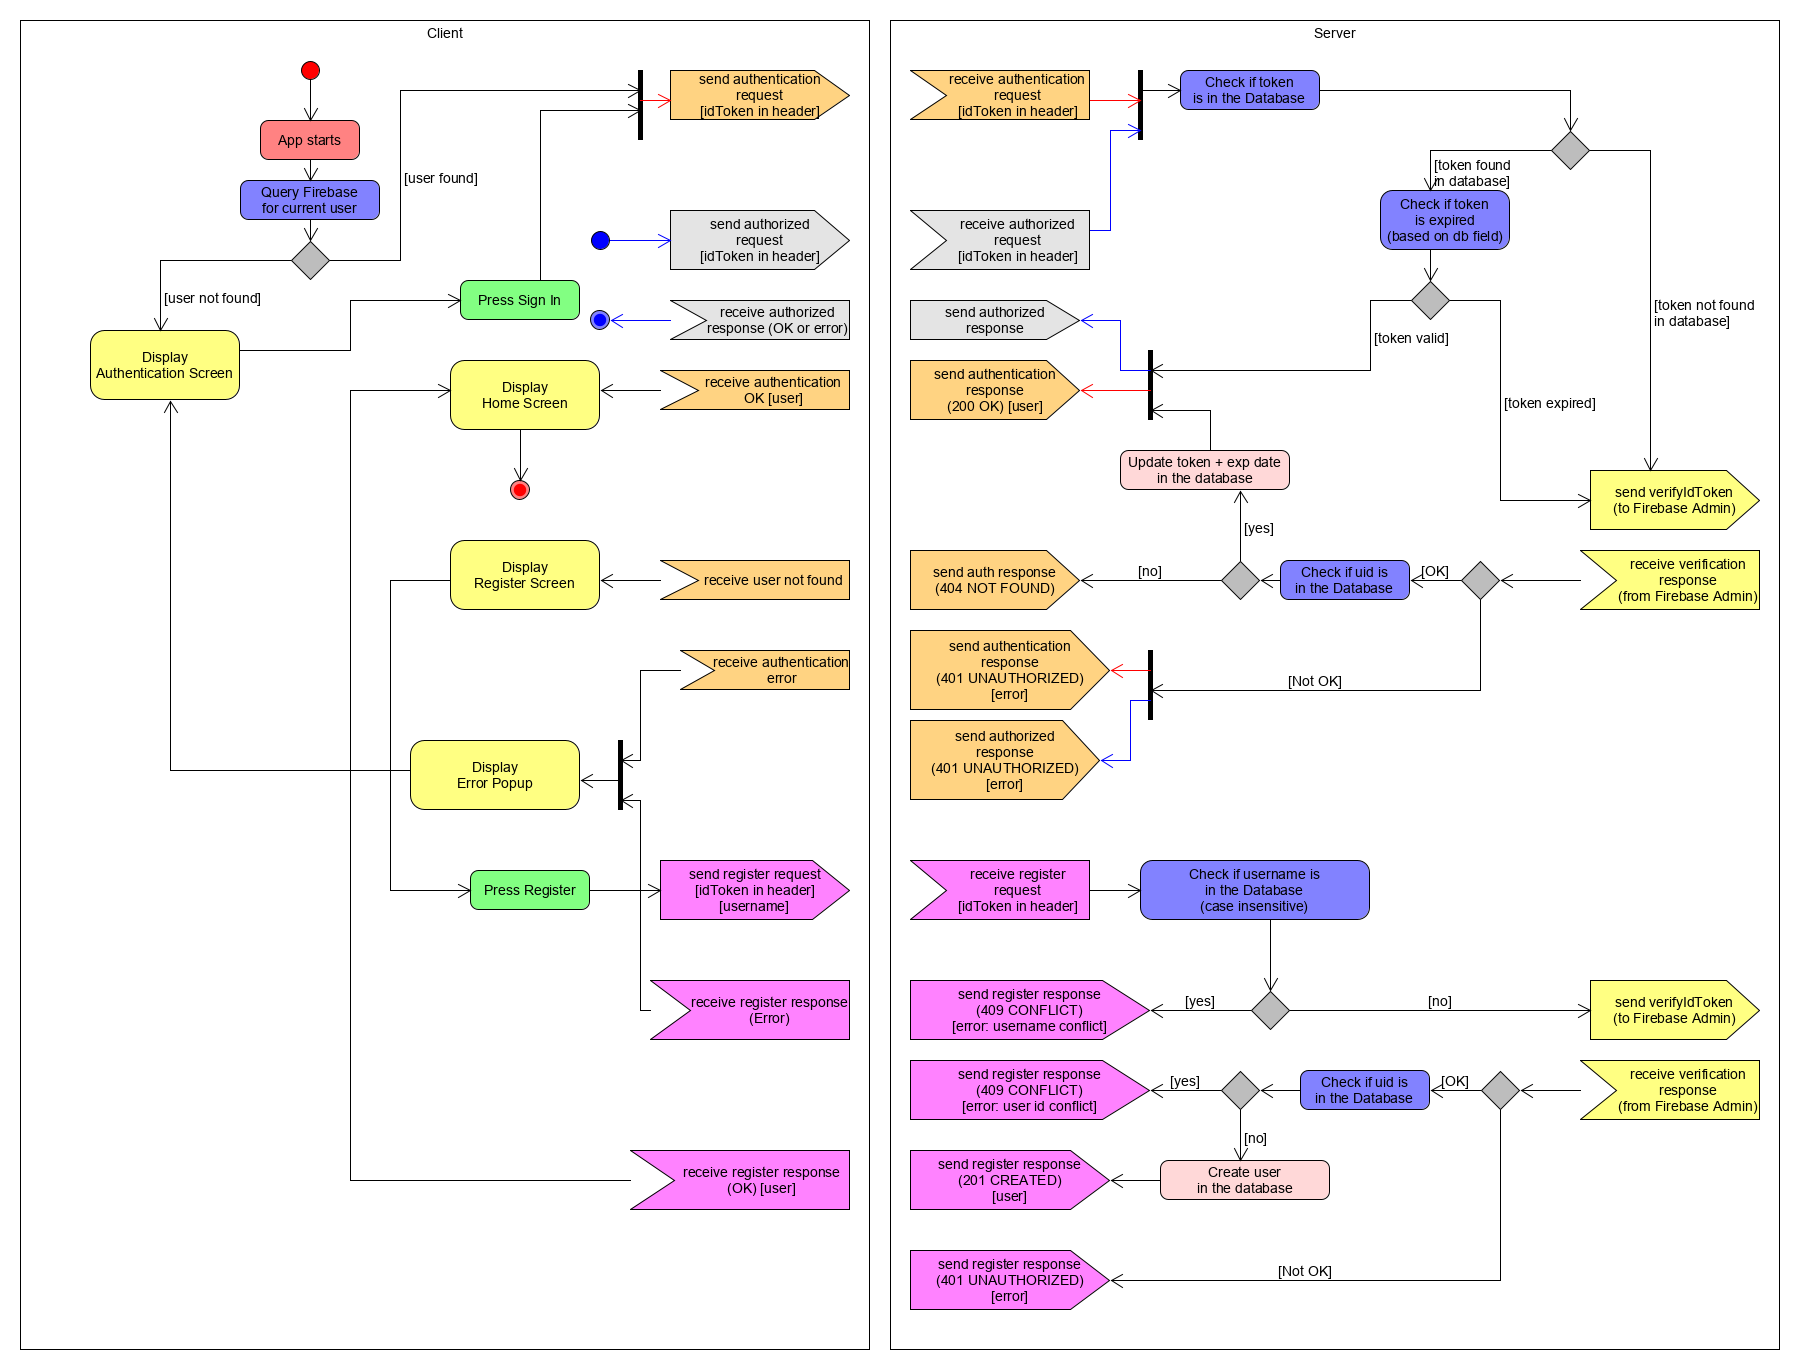 Client
send authentication
request
[idToken in header]
App starts
Query Firebase
for current user
[user found]
send authorized
request
[idToken in header]
[user not found]
Press Sign In
receive authorized
response (OK or error)
Display
Authentication Screen
Display
Home Screen
receive authentication
OK [user]
Display
Register Screen
receive user not found
receive authentication
error
Display
Error Popup
Press Register
send register request
[idToken in header]
[username]
receive register response
(Error)
receive register response
(OK) [user]
Server
receive authentication
request
[idToken in header]
Check if token
is in the Database
[token found
in database]
receive authorized
request
[idToken in header]
Check if token
is expired
(based on db field)
[token not found
in database]
send authorized
response
[token valid]
send authentication
response
(200 OK) [user]
[token expired]
Update token + exp date
in the database
send verifyIdToken
(to Firebase Admin)
[yes]
send auth response
(404 NOT FOUND)
[no]
Check if uid is
in the Database
[OK]
receive verification
response
(from Firebase Admin)
send authentication
response
(401 UNAUTHORIZED)
[error]
[Not OK]
send authorized
response
(401 UNAUTHORIZED)
[error]
receive register
request
[idToken in header]
Check if username is
in the Database
(case insensitive)
send register response
(409 CONFLICT)
[error: username conflict]
[yes]
[no]
send verifyIdToken
(to Firebase Admin)
send register response
(409 CONFLICT)
[error: user id conflict]
[yes]
Check if uid is
in the Database
[OK]
receive verification
response
(from Firebase Admin)
[no]
send register response
(201 CREATED)
[user]
Create user
in the database
send register response
(401 UNAUTHORIZED)
[error]
[Not OK]